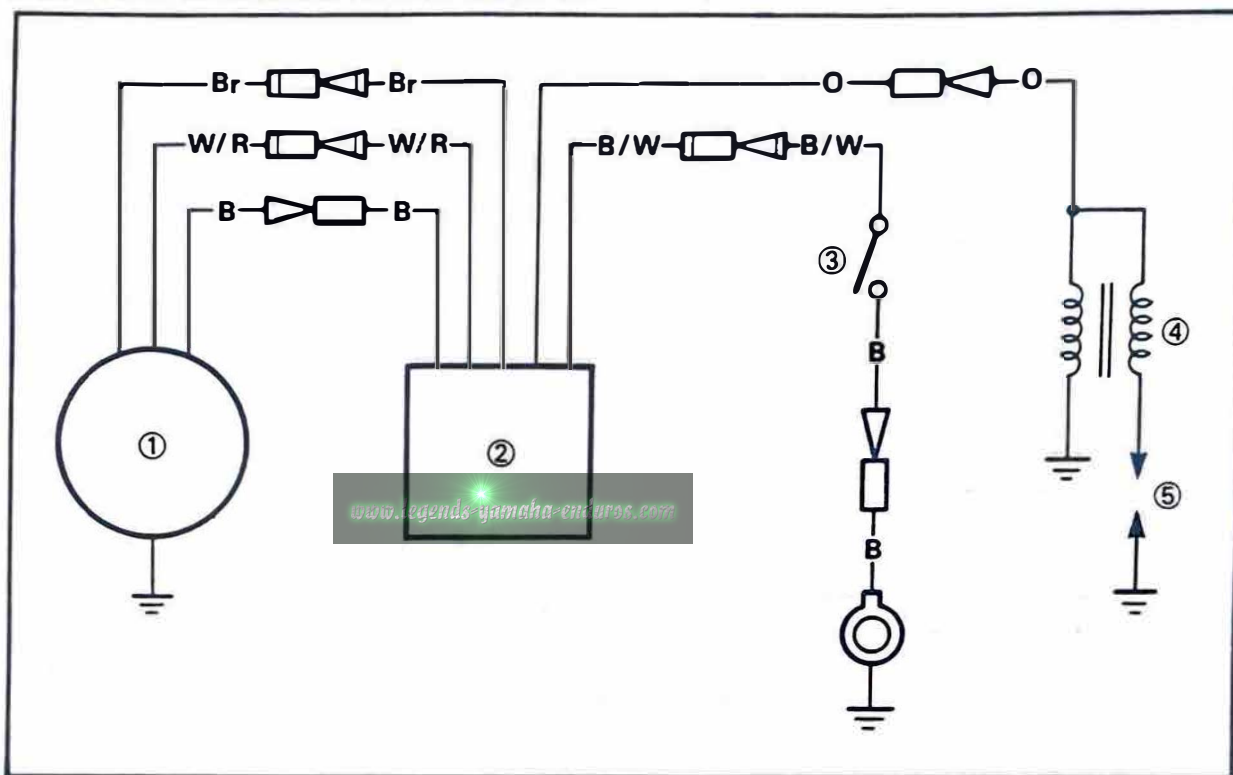 Br Br O O
W/R W/R B/W B/W
B B
③
④
B
①
②
⑤
www.legends-yamaha-enduros.com
B